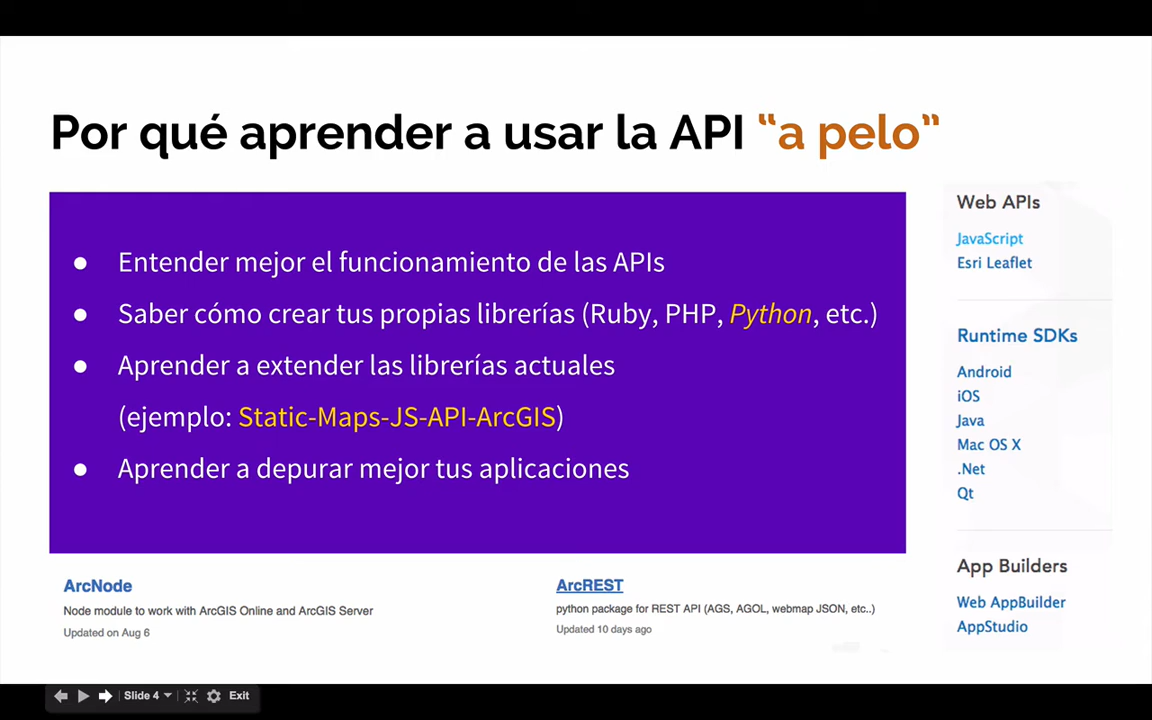 Por qué aprender a usar la API “a pelo”
● Entender mejor el funcionamiento de las APIs
● Saber cómo crear tus propias librerías (Ruby, PHP, Python, etc.)
● Aprender a extender las librerías actuales
(ejemplo: Static-Maps-JS-API-ArcGIS)
● Aprender a depurar mejor tus aplicaciones
Web APIs
JavaScript
Esri Leaflet
Runtime SDKs
Android
iOS
Java
Mac OS X
.Net
Qt
App Builders
Web AppBuilder
AppStudio
ArcNode
Node module to work with ArcGIS Online and ArcGIS Server
Updated on Aug 6
ArcREST
python package for REST API (AGS, AGOL, webmap JSON, etc..)
Updated 10 days ago
Slide 4
Exit